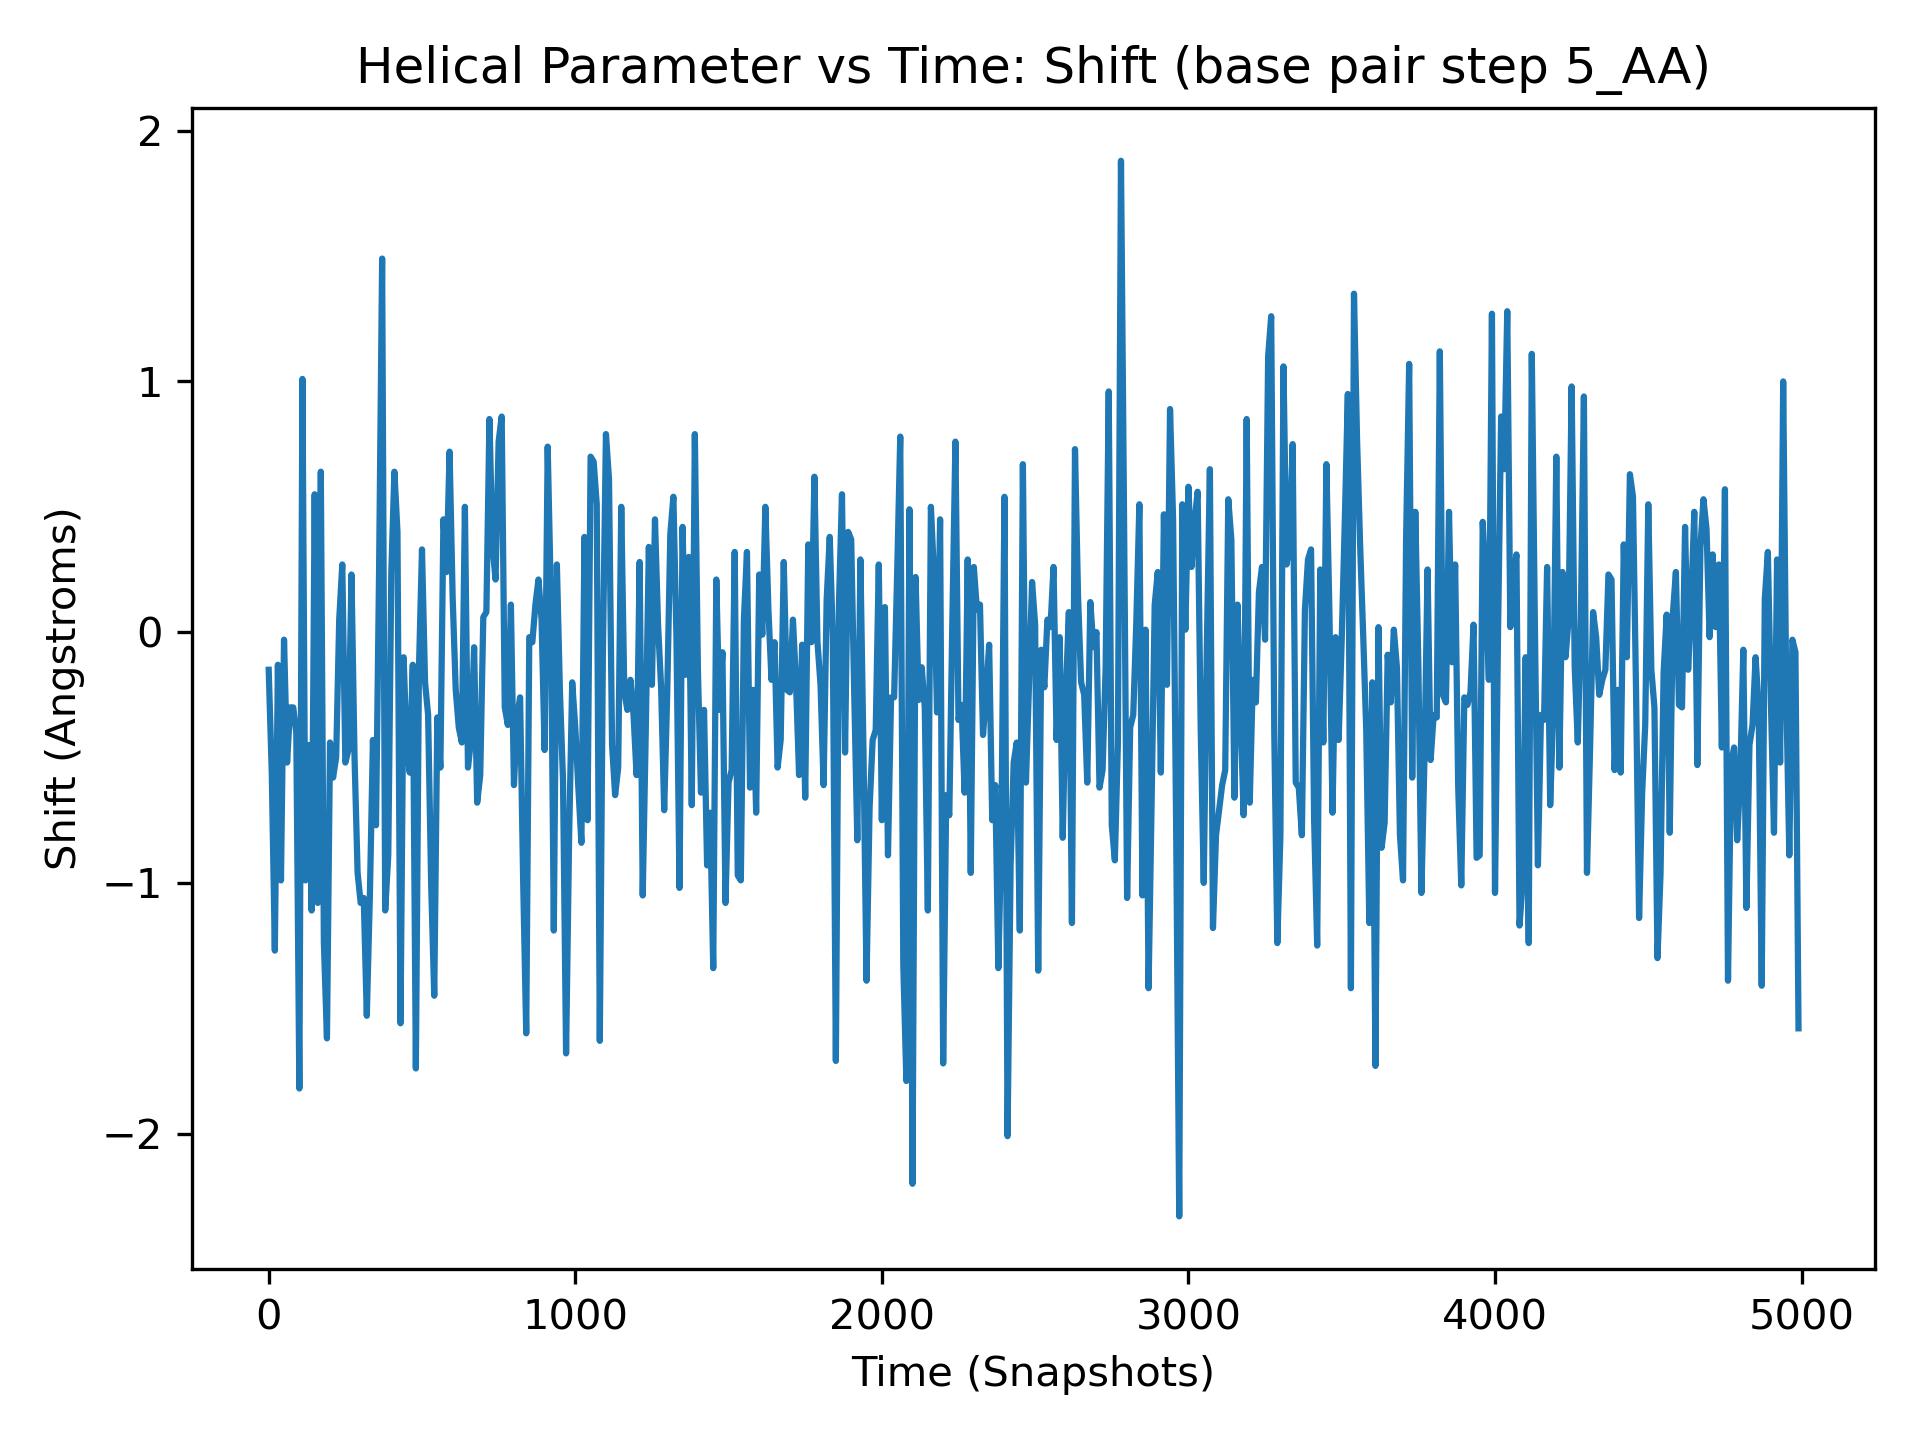 Helical Parameter vs Time: Shift (base pair step 5_AA)
2
1
0
−1
−2
Shift (Angstroms)
0 1000 2000 3000 4000 5000
Time (Snapshots)